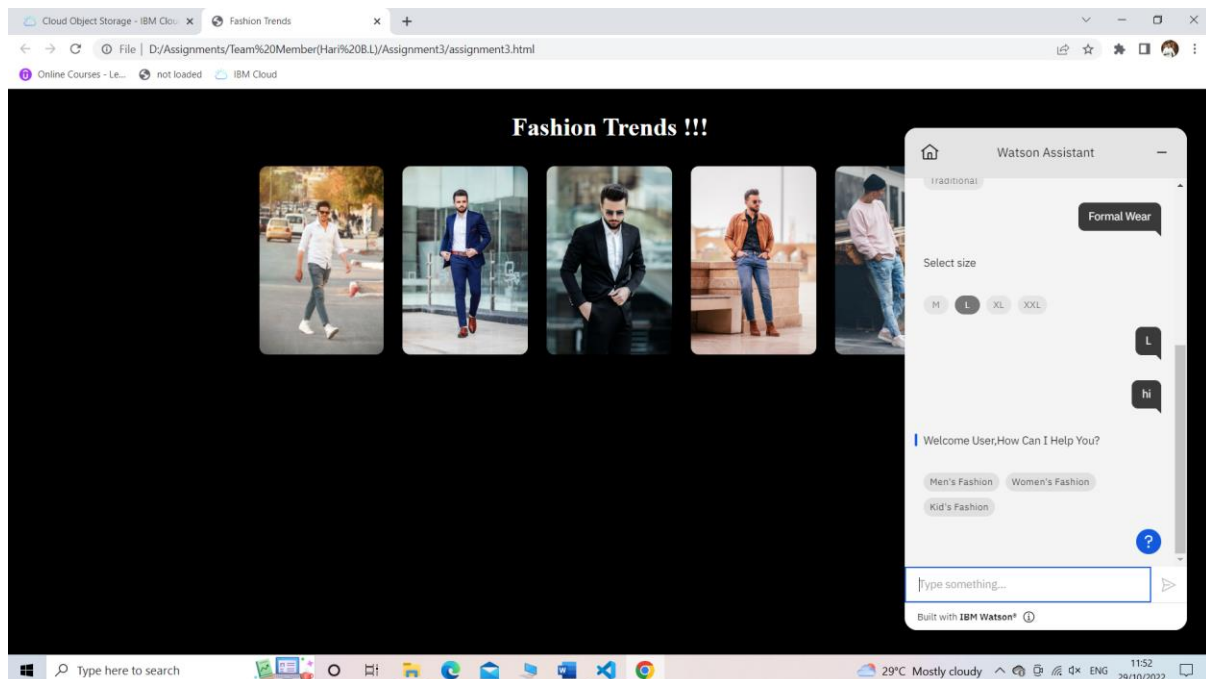 Cloud Object Storage - IBM Clou
Fashion Trends
File | D:/Assignments/Team%20Member(Hari%20B.L)/Assignment3/assignment3.html
Online Courses - Le...
not loaded
IBM Cloud
Fashion Trends !!!
Watson Assistant
Traditional
Formal Wear
Select size
M L XL XXL
L
hi
Welcome User,How Can I Help You?
Men's Fashion Women's Fashion
Kid's Fashion
?
Type something...
Built with IBM Watson®
Type here to search
29°C Mostly cloudy
ENG
11:52
29/10/2022